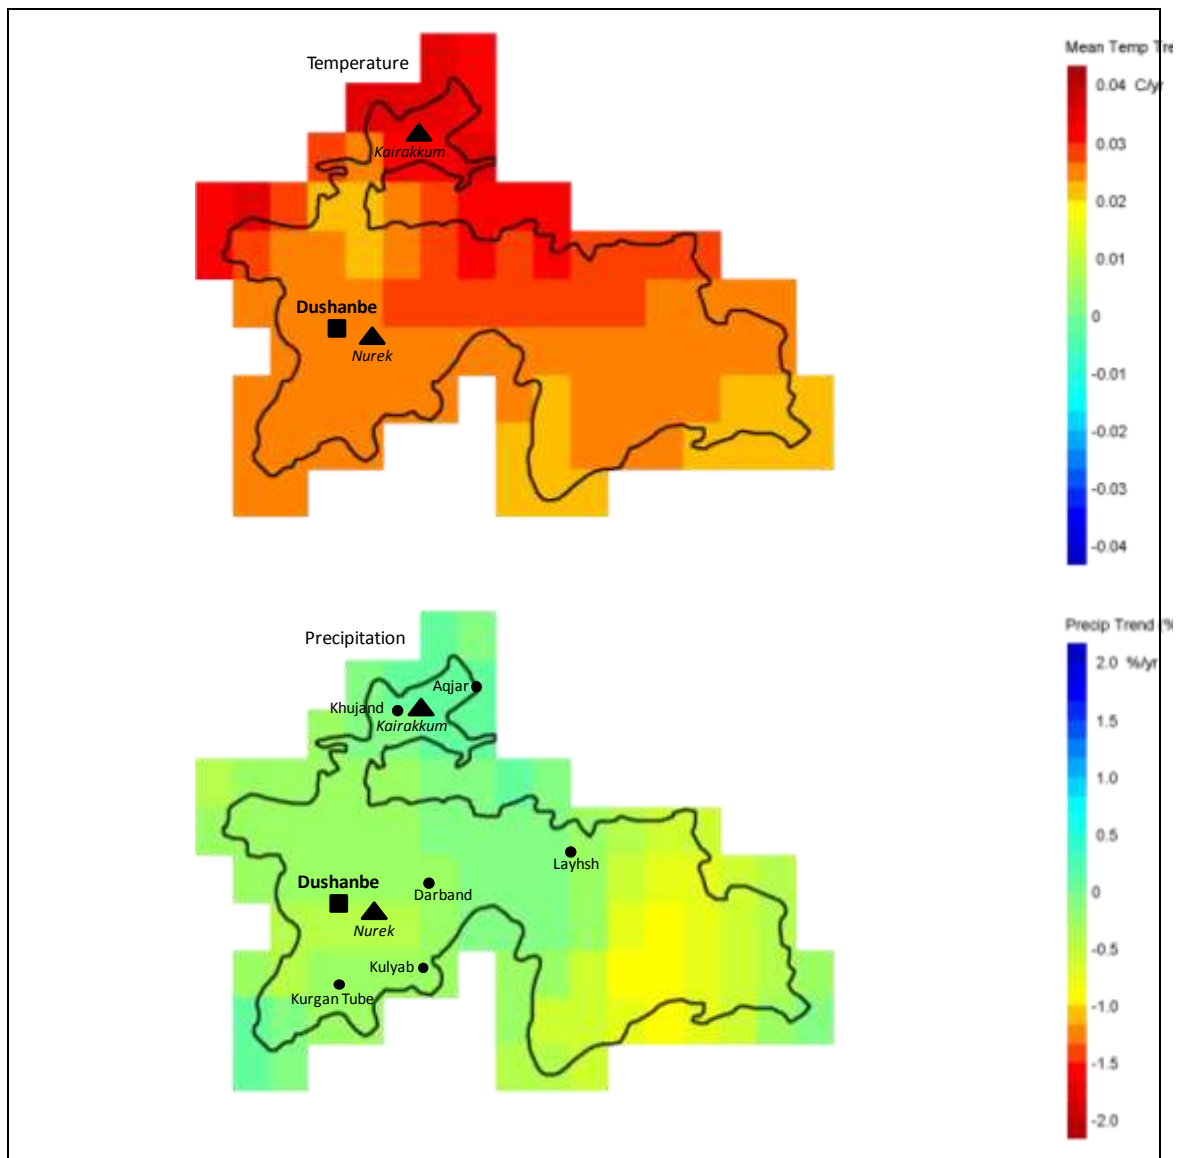 Temperature
Kairakkum
Dushanbe
Nurek
Mean Temp Tre
0.04 C/yr
0.03
0.02
0.01
0
-0.01
-0.02
-0.03
-0.04
Precipitation
Aqjar
Khujand
Kairakkum
Layhsh
Dushanbe
Darband
Nurek
Kulyab
Kurgan Tube
Precip Trend (%
2.0 %/yr
1.5
1.0
0.5
0
-0.5
-1.0
-1.5
-2.0